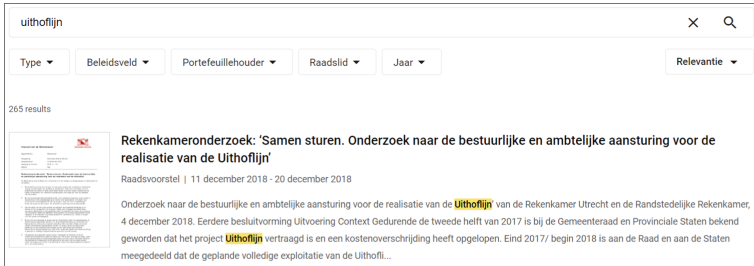 uithoflijn
Type
Beleidsveld
Portefeuillehouder
Raadslid
Jaar
Relevantie
265 results
Rekenkameronderzoek: ‘Samen sturen. Onderzoek naar de bestuurlijke en ambtelijke aansturing voor de
realisatie van de Uithoflijn’
Raadsvoorstel | 11 december 2018 - 20 december 2018
Onderzoek naar de bestuurlijke en ambtelijke aansturing voor de realisatie van de Uithoflijn’ van de Rekenkamer Utrecht en de Randstedelijke Rekenkamer,
4 december 2018. Eerdere besluitvorming Uitvoering Context Gedurende de tweede helft van 2017 is bij de Gemeenteraad en Provinciale Staten bekend
geworden dat het project Uithoflijn vertraagd is en een kostenoverschrijding heeft opgelopen. Eind 2017/ begin 2018 is aan de Raad en aan de Staten
meegedeeld dat de geplande volledige exploitatie van de Uithofli...